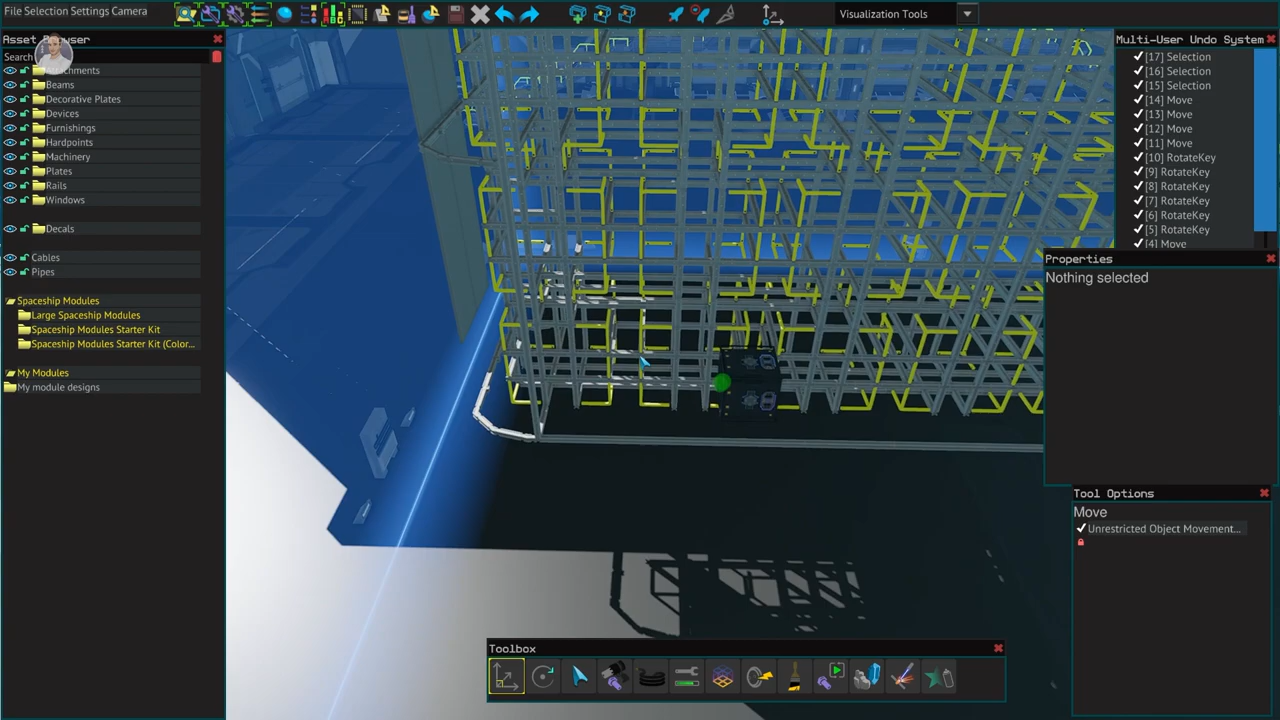 File Selection Settings Camera
Visualization Tools
Asset Browser
Search
Attachments
Beams
Decorative Plates
Devices
Furnishings
Hardpoints
Machinery
Plates
Rails
Windows
Decals
Cables
Pipes
Spaceship Modules
Large Spaceship Modules
Spaceship Modules Starter Kit
Spaceship Modules Starter Kit (Color...
My Modules
My module designs
Multi-User Undo System
[17] Selection
[16] Selection
[15] Selection
[14] Move
[13] Move
[12] Move
[11] Move
[10] RotateKey
[9] RotateKey
[8] RotateKey
[7] RotateKey
[6] RotateKey
[5] RotateKey
[4] Move
Properties
Nothing selected
Tool Options
Move
Unrestricted Object Movement...
Toolbox